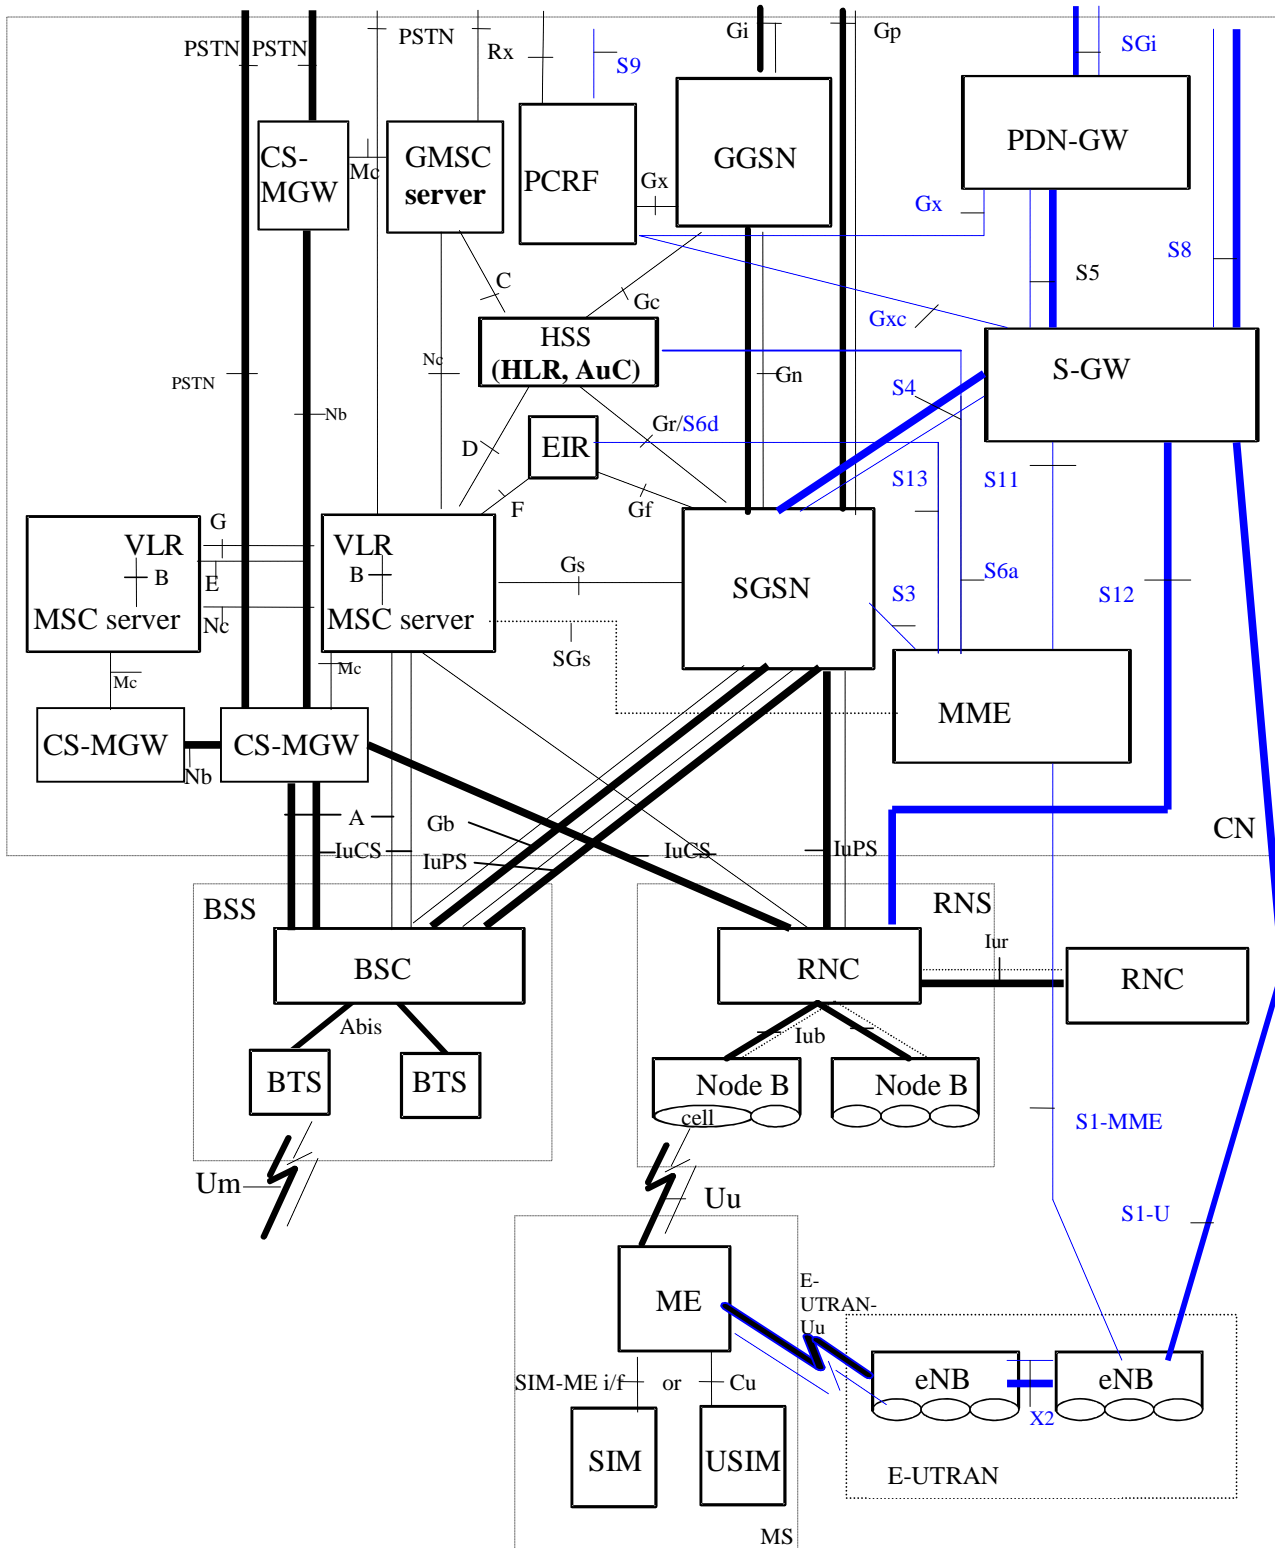 Gi
Gp
PSTN
PSTN
PSTN
Rx
S9
SGi
CS-
MGW
Mc
GMSC
server
PCRF
Gx
GGSN
PDN-GW
Gx
S5
S8
C
Gc
Gxc
HSS
(HLR, AuC)
Nc
Gn
S-GW
PSTN
Nb
S4
D
EIR
Gr/S6d
S13
S11
F
Gf
G
VLR
B
E
MSC server
Nc
VLR
B
MSC server
Gs
SGSN
S3
S6a
S12
SGs
Mc
Mc
MME
CS-MGW
Nb
CS-MGW
A
Gb
IuCS
IuPS
IuCS
IuPS
CN
BSS
RNS
BSC
RNC
Iur
RNC
Abis
Iub
BTS
BTS
Node B
cell
Node B
S1-MME
Um
Uu
S1-U
ME
E-
UTRAN-
Uu
eNB
eNB
X2
SIM-ME i/f
or
Cu
SIM
USIM
E-UTRAN
MS